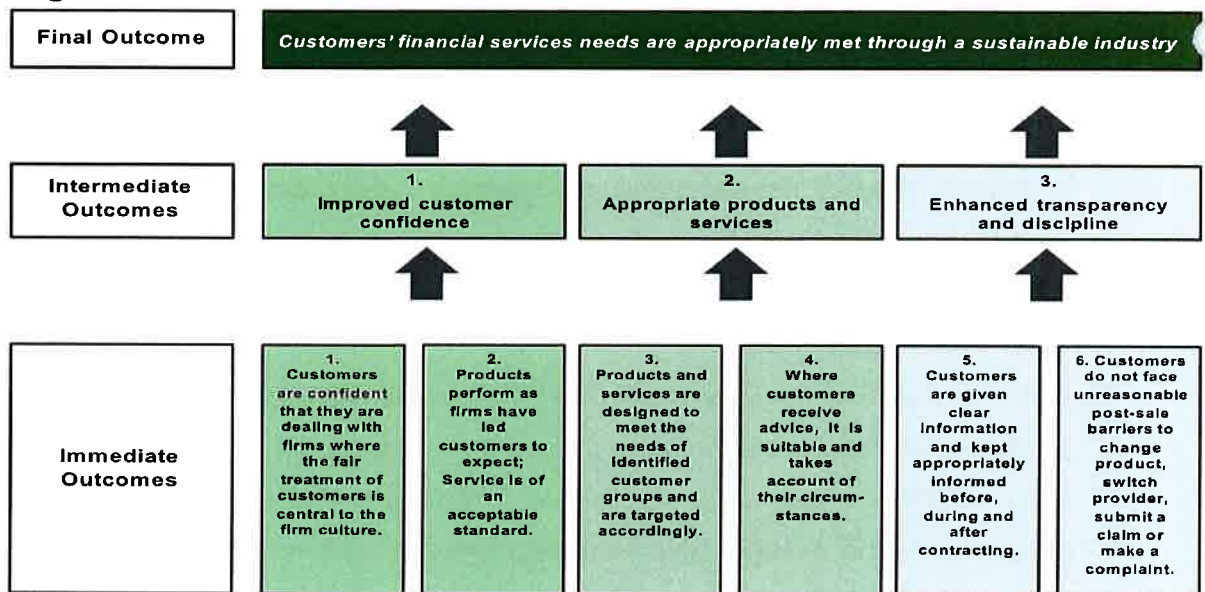 Final Outcome
Customers' financial services needs are appropriately met through a sustainable industry
Intermediate
Outcomes
1.
Improved customer
confidence
2.
Appropriate products and
services
3.
Enhanced transparency
and discipline
Immediate
Outcomes
1.
Customers
are confident
that they are
dealing with
firms where
the fair
treatment of
customers is
central to the
firm culture.
2.
Products
perform as
firms have
led
customers to
expect;
Service is of
an
acceptable
standard.
3.
Products and
services are
designed to
meet the
needs of
identified
customer
groups and
are targeted
accordingly.
4.
Where
customers
receive
advice, it is
suitable and
takes
account of
their circum-
stances.
5.
Customers
are given
clear
information
and kept
appropriately
informed
before,
during and
after
contracting.
6. Customers
do not face
unreasonable
post-sale
barriers to
change
product,
switch
provider,
submit a
claim or
make a
complaint.